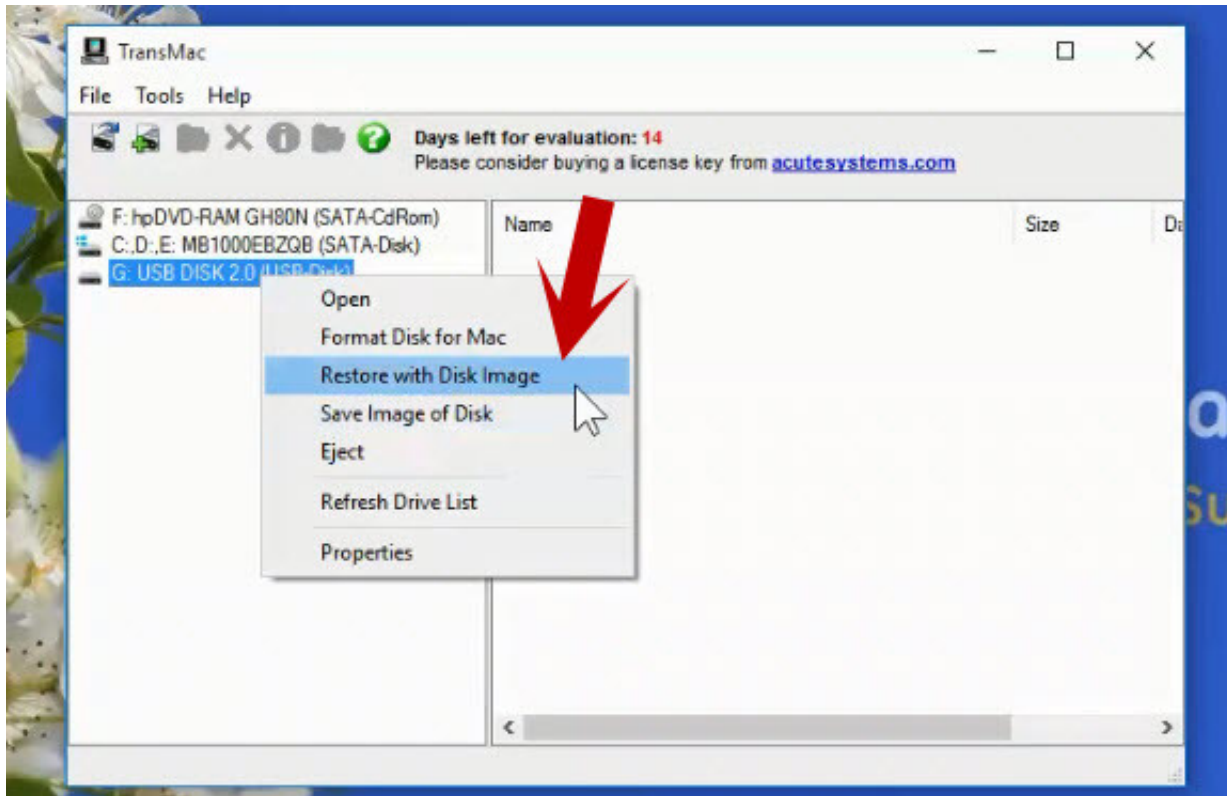 TransMac
File Tools Help
Days left for evaluation: 14
Please consider buying a license key from acutesystems.com
F: hpDVD-RAM GH80N (SATA-CdRom)
C:,D:,E: MB1000EBZQB (SATA-Disk)
G: USB DISK 2.0 (USB-Disk)
Name Size
Open
Format Disk for Mac
Restore with Disk Image
Save Image of Disk
Eject
Refresh Drive List
Properties